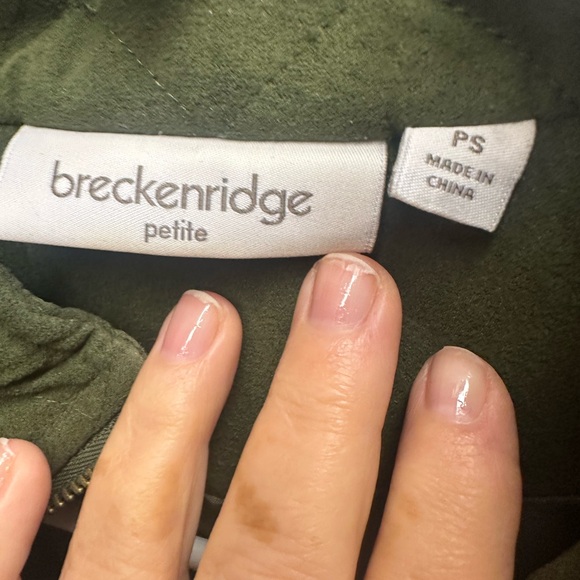 breckenridge
petite
PS
MADE IN
CHINA